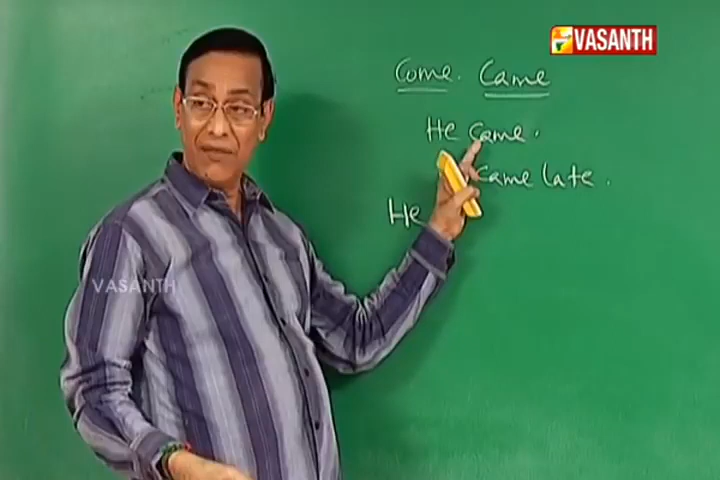 VASANTH
Come. Came
He came.
Came late.
He
VASANTH